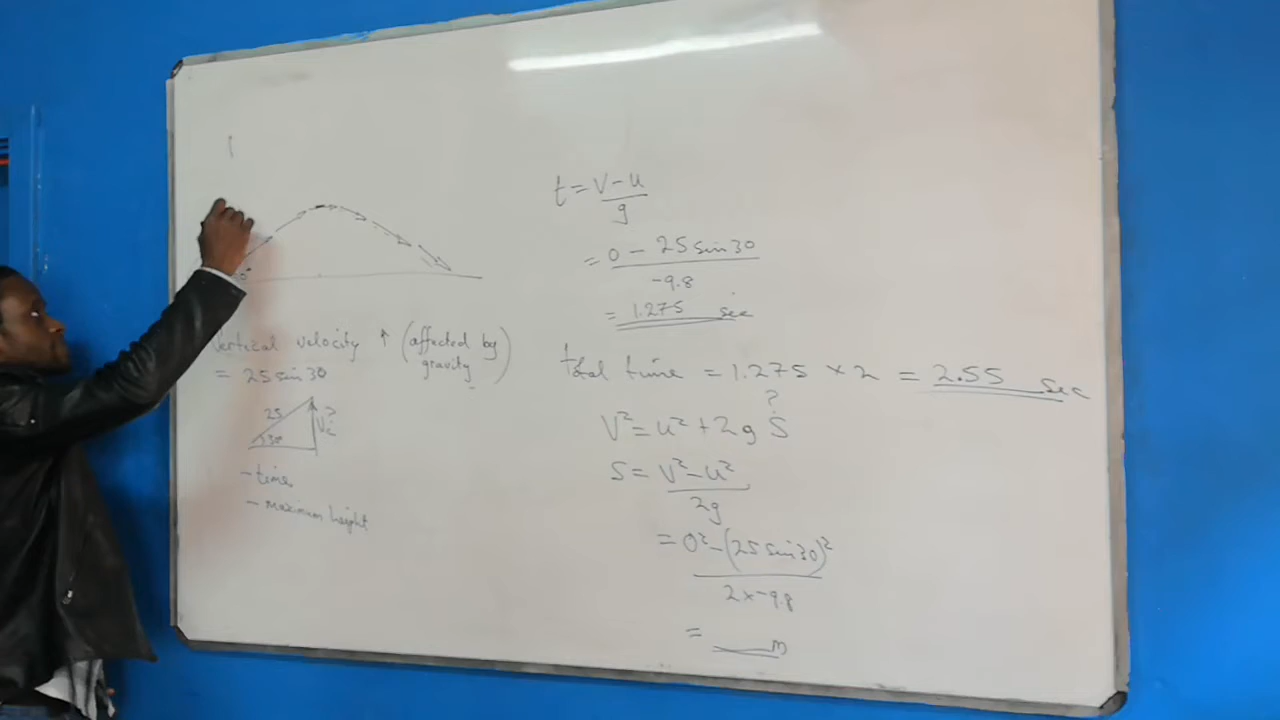 Vertical velocity ↑ (affected by gravity)
= 25 sin 30
25
30°
?
- time
- maximum height
t = V - u / g
= 0 - 25 sin 30 / -9.8
= 1.275 sec
total time = 1.275 × 2 = 2.55 sec
?
V² = u² + 2g S
S = V² - u² / 2g
= 0² - (25 sin 30)² / 2 × -9.8
= ____ m